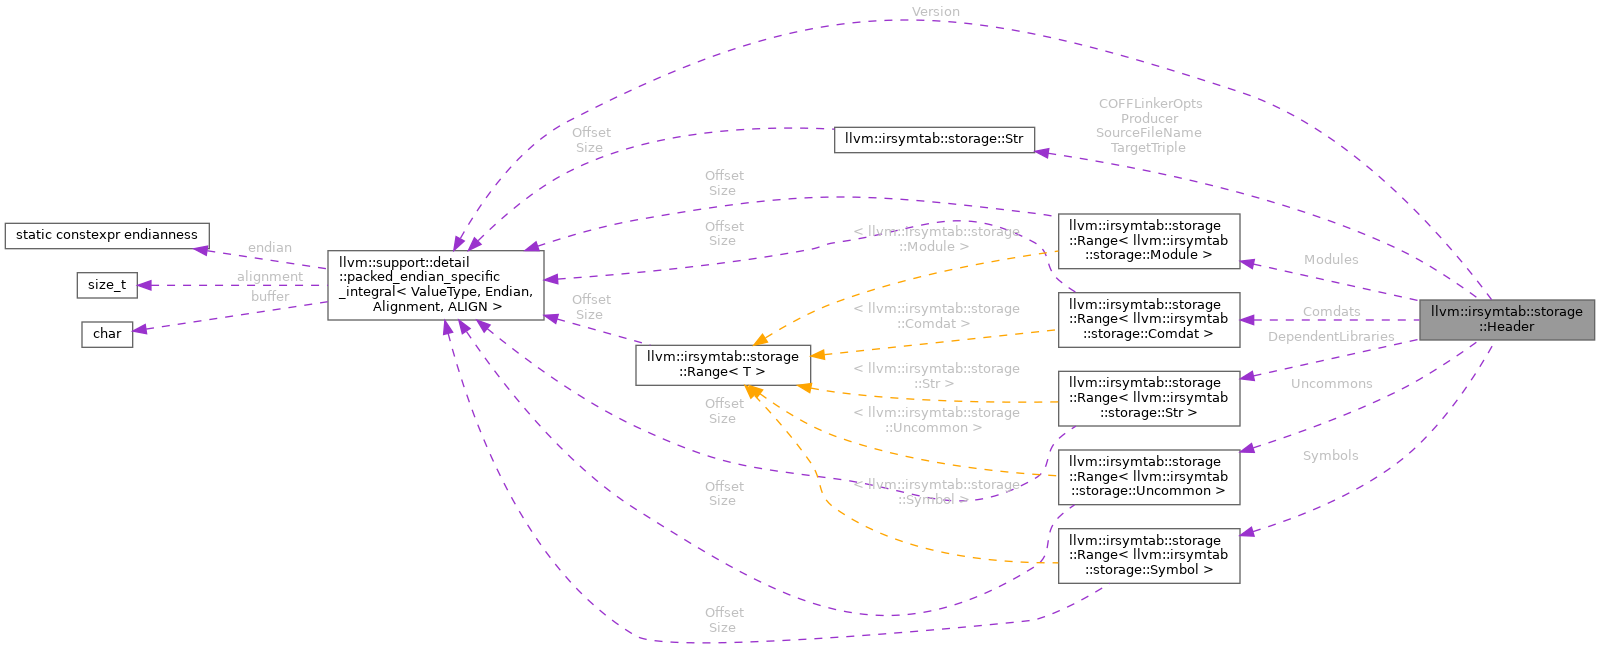 Version
COFFLinkerOpts
Producer
SourceFileName
TargetTriple
Offset
Size
llvm::irsymtab::storage::Str
Offset
Size
Offset
Size
< llvm::irsymtab::storage
::Module >
llvm::irsymtab::storage
::Range< llvm::irsymtab
::storage::Module >
static constexpr endianness
endian
alignment
buffer
size_t
char
llvm::support::detail
::packed_endian_specific
_integral< ValueType, Endian,
Alignment, ALIGN >
Modules
Offset
Size
< llvm::irsymtab::storage
::Comdat >
llvm::irsymtab::storage
::Range< llvm::irsymtab
::storage::Comdat >
Comdats
llvm::irsymtab::storage
::Header
DependentLibraries
llvm::irsymtab::storage
::Range< T >
< llvm::irsymtab::storage
::Str >
llvm::irsymtab::storage
::Range< llvm::irsymtab
::storage::Str >
Uncommons
Offset
Size
< llvm::irsymtab::storage
::Uncommon >
llvm::irsymtab::storage
::Range< llvm::irsymtab
::storage::Uncommon >
Symbols
Offset
Size
< llvm::irsymtab::storage
::Symbol >
llvm::irsymtab::storage
::Range< llvm::irsymtab
::storage::Symbol >
Offset
Size